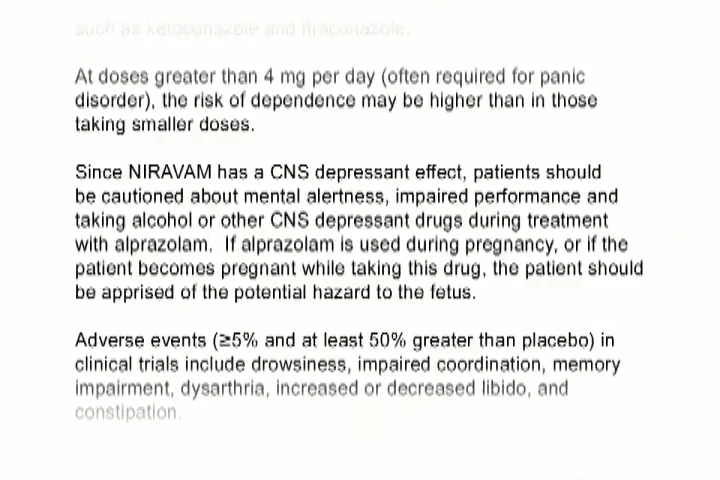 such as ketoconazole and itraconazole.
At doses greater than 4 mg per day (often required for panic
disorder), the risk of dependence may be higher than in those
taking smaller doses.
Since NIRAVAM has a CNS depressant effect, patients should
be cautioned about mental alertness, impaired performance and
taking alcohol or other CNS depressant drugs during treatment
with alprazolam. If alprazolam is used during pregnancy, or if the
patient becomes pregnant while taking this drug, the patient should
be apprised of the potential hazard to the fetus.
Adverse events (≥5% and at least 50% greater than placebo) in
clinical trials include drowsiness, impaired coordination, memory
impairment, dysarthria, increased or decreased libido, and
constipation.